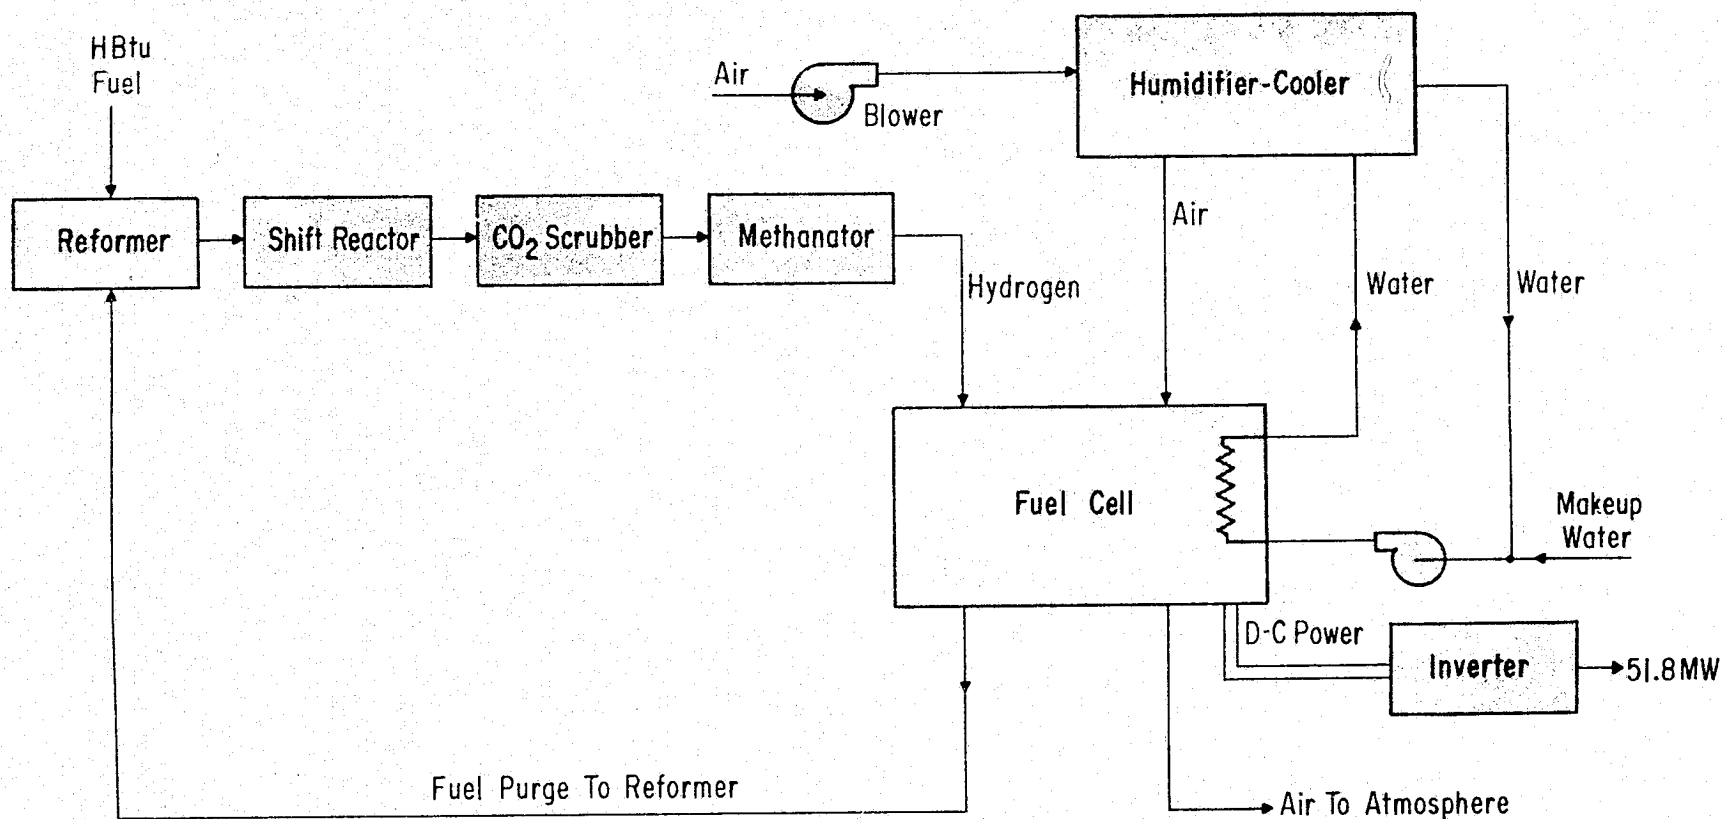 HBtu
Fuel
Air
Blower
Humidifier-Cooler
Reformer
Shift Reactor
CO2 Scrubber
Methanator
Hydrogen
Air
Water
Water
Fuel Cell
Makeup
Water
D-C Power
Inverter
51.8MW
Fuel Purge To Reformer
Air To Atmosphere